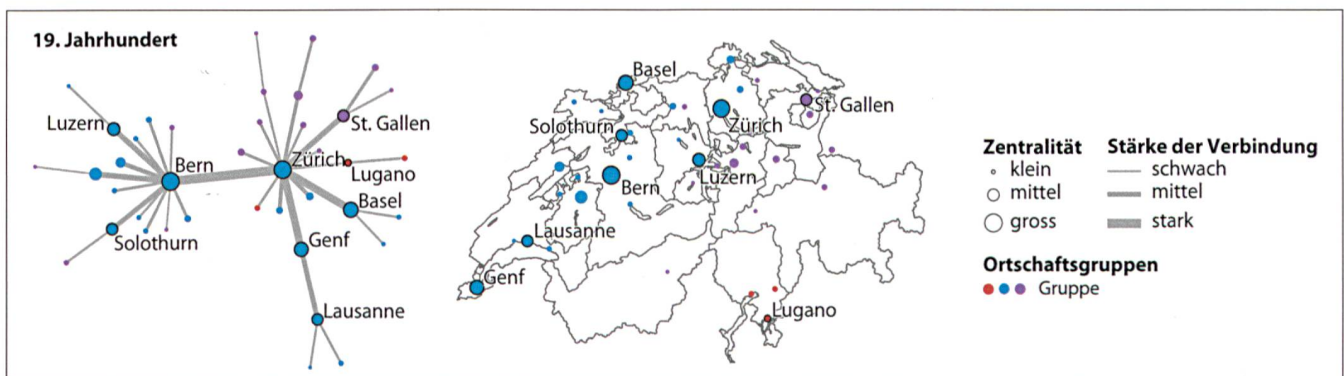 19. Jahrhundert
Luzern
Bern
Solothurn
Zürich
St. Gallen
Lugano
Basel
Genf
Lausanne
Basel
Solothurn
Zürich
St. Gallen
Bern
Luzern
Lausanne
Genf
Lugano
Zentralität
klein
mittel
gross
Stärke der Verbindung
schwach
mittel
stark
Ortschaftsgruppen
Gruppe